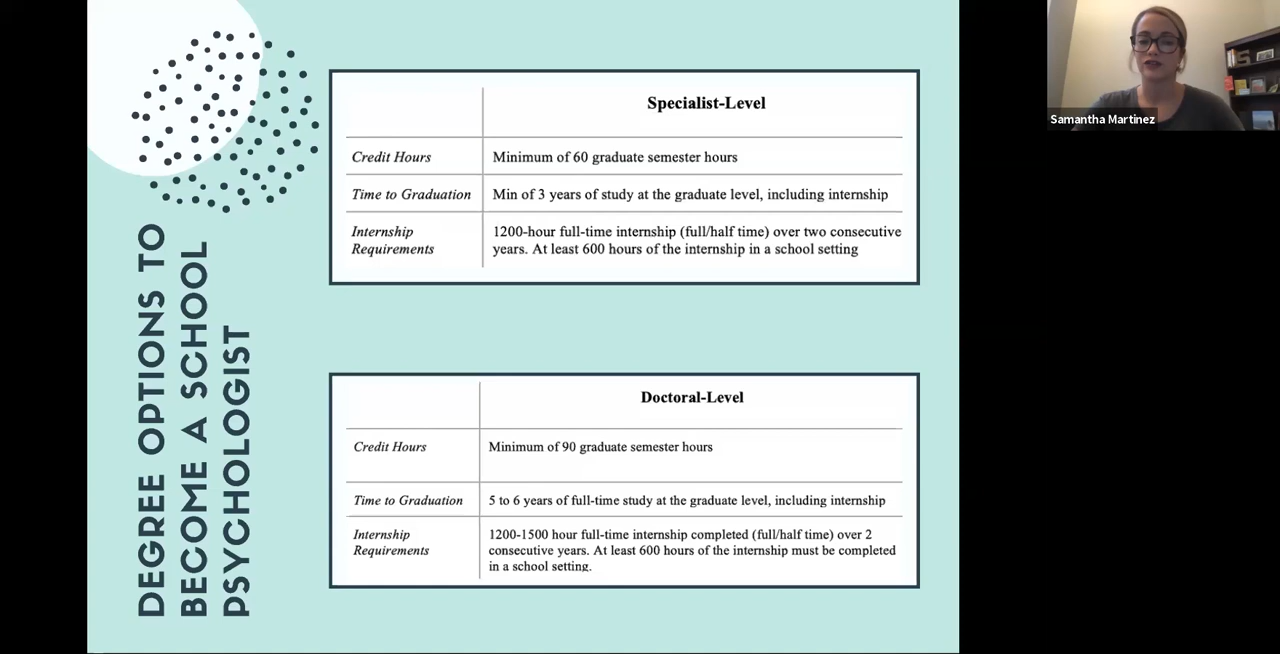 DEGREE OPTIONS TO
BECOME A SCHOOL
PSYCHOLOGIST
Specialist-Level
Credit Hours Minimum of 60 graduate semester hours
Time to Graduation Min of 3 years of study at the graduate level, including internship
Internship 1200-hour full-time internship (full/half time) over two consecutive
Requirements years. At least 600 hours of the internship in a school setting
Doctoral-Level
Credit Hours Minimum of 90 graduate semester hours
Time to Graduation 5 to 6 years of full-time study at the graduate level, including internship
Internship 1200-1500 hour full-time internship completed (full/half time) over 2
Requirements consecutive years. At least 600 hours of the internship must be completed
in a school setting.
Samantha Martinez